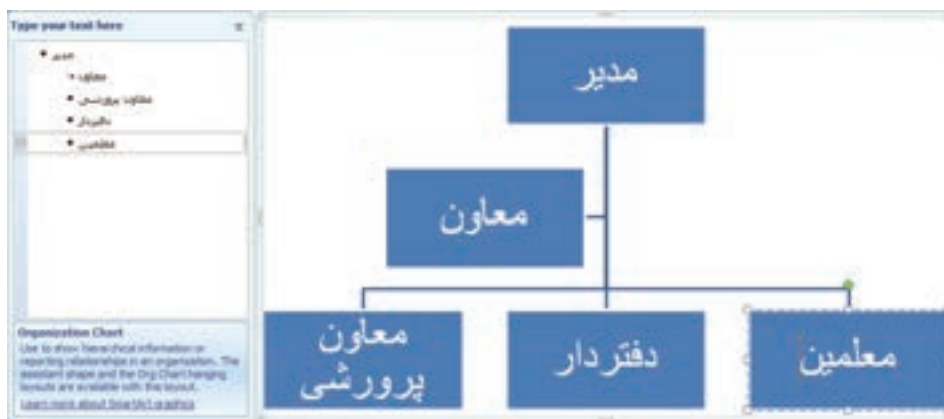 Type your text here
مدیر
معاون
معاون پرورشی
دفتردار
معلمین
Organization Chart
Use to show hierarchical information or
reporting relationships in an organization. The
assistant shape and the Org Chart hanging
layouts are available with this layout.
Learn more about SmartArt graphics
مدیر
معاون
معاون
پرورشی
دفتردار
معلمین